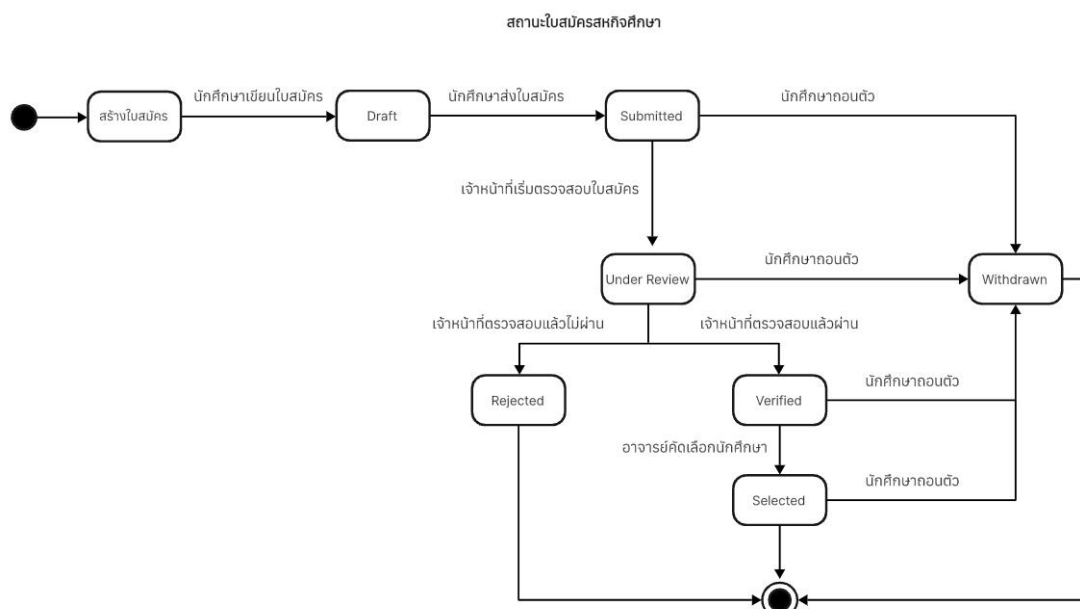 สถานะใบสมัครสหกิจศึกษา
สร้างใบสมัคร
นักศึกษาเขียนใบสมัคร
Draft
นักศึกษาส่งใบสมัคร
Submitted
นักศึกษาถอนตัว
เจ้าหน้าที่เริ่มตรวจสอบใบสมัคร
Under Review
นักศึกษาถอนตัว
Withdrawn
เจ้าหน้าที่ตรวจสอบแล้วไม่ผ่าน
เจ้าหน้าที่ตรวจสอบแล้วผ่าน
Rejected
Verified
นักศึกษาถอนตัว
อาจารย์คัดเลือกนักศึกษา
Selected
นักศึกษาถอนตัว